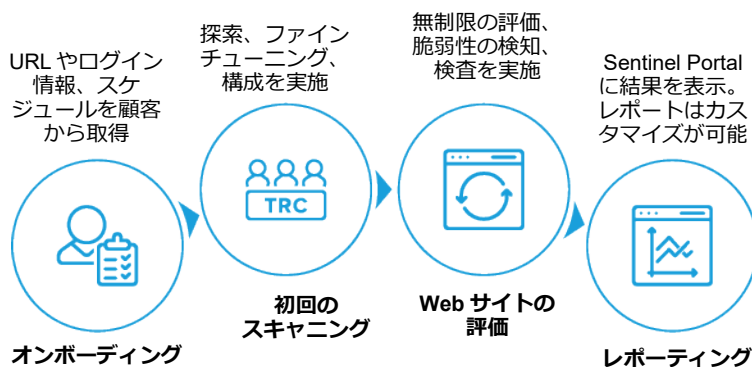 URL やログイン
情報、スケ
ジュールを顧客
から取得
オンボーディング
探索、ファイン
チューニング、
構成を実施
TRC
初回の
スキャニング
無制限の評価、
脆弱性の検知、
検査を実施
Web サイトの
評価
Sentinel Portal
に結果を表示。
レポートはカス
タマイズが可能
レポーティング